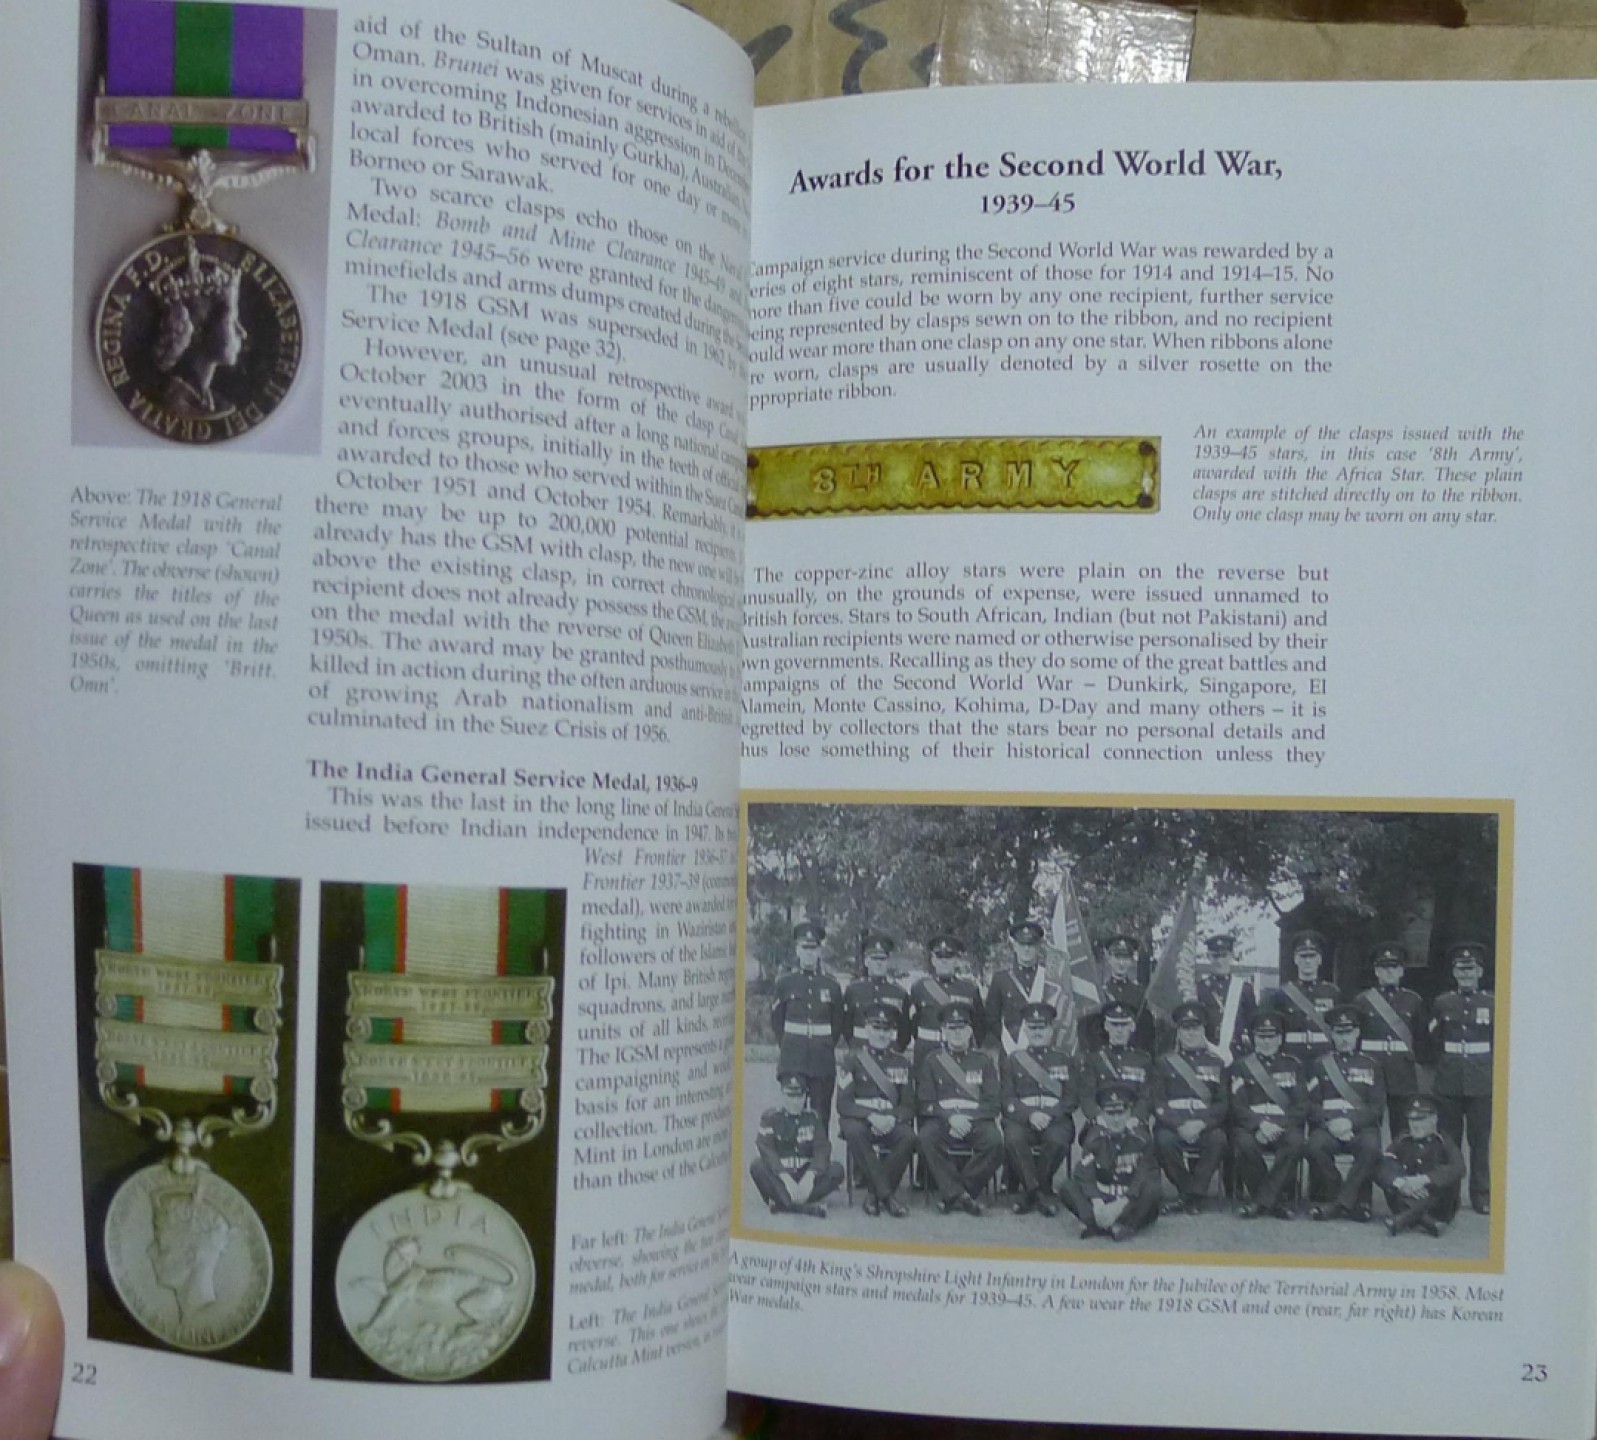 CANAL ZONE
REGINA F.D. ELIZABETH II DEI GRATIA
aid of the Sultan of Muscat during a
Oman. Brunei was given for services in aid of the
in overcoming Indonesian aggression in
awarded to British (mainly Gurkha),
local forces who served for one day or more
Borneo or Sarawak.
Two scarce clasps echo those on the
Medal: Bomb and Mine Clearance 1945–49 and
Clearance 1945–56 were granted for the
minefields and arms dumps created during the
The 1918 GSM was superseded in 1962 by the
Service Medal (see page 32).
However, an unusual retrospective award
October 2003 in the form of the clasp
eventually authorised after a long national
and forces groups, initially in the teeth of
awarded to those who served within the Suez
October 1951 and October 1954. Remarkably,
there may be up to 200,000 potential
already has the GSM with clasp, the new one will
above the existing clasp, in correct chronological
recipient does not already possess the GSM,
on the medal with the reverse of Queen
1950s. The award may be granted posthumously
killed in action during the often arduous service
of growing Arab nationalism and
culminated in the Suez Crisis of 1956.
Above: The 1918 General
Service Medal with the
retrospective clasp 'Canal
Zone'. The obverse (shown)
carries the titles of the
Queen as used on the last
issue of the medal in the
1950s, omitting 'Britt.
Omn'.
The India General Service Medal, 1936-9
This was the last in the long line of India
issued before Indian independence in 1947.
West Frontier 1936-37
Frontier 1937–39
medal), were awarded
fighting in Waziristan
followers of the Islamic
of Ipi. Many British
squadrons, and large
units of all kinds,
The IGSM represents
campaigning and
basis for an interesting
collection. Those
Mint in London are
than those of the
INDIA
Far left: The India General
obverse, showing the two
medal, both for service in
Left: The India General
reverse. This one shows
Calcutta Mint version,
22
Awards for the Second World War,
1939–45
ampaign service during the Second World War was rewarded by a
eries of eight stars, reminiscent of those for 1914 and 1914–15. No
ore than five could be worn by any one recipient, further service
eing represented by clasps sewn on to the ribbon, and no recipient
ould wear more than one clasp on any one star. When ribbons alone
re worn, clasps are usually denoted by a silver rosette on the
ppropriate ribbon.
8TH ARMY
An example of the clasps issued with the
1939–45 stars, in this case '8th Army',
awarded with the Africa Star. These plain
clasps are stitched directly on to the ribbon.
Only one clasp may be worn on any star.
The copper-zinc alloy stars were plain on the reverse but
nusually, on the grounds of expense, were issued unnamed to
ritish forces. Stars to South African, Indian (but not Pakistani) and
ustralian recipients were named or otherwise personalised by their
wn governments. Recalling as they do some of the great battles and
ampaigns of the Second World War – Dunkirk, Singapore, El
lamein, Monte Cassino, Kohima, D-Day and many others – it is
egretted by collectors that the stars bear no personal details and
hus lose something of their historical connection unless they
A group of 4th King's Shropshire Light Infantry in London for the Jubilee of the Territorial Army in 1958. Most
wear campaign stars and medals for 1939–45. A few wear the 1918 GSM and one (rear, far right) has Korean
War medals.
23